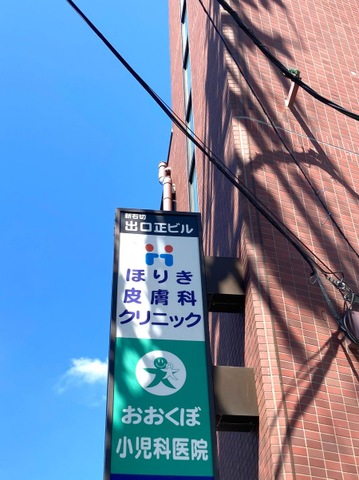 新石切
出口正ビル
ほりき
皮膚科
クリニック
おおくぼ
小児科医院